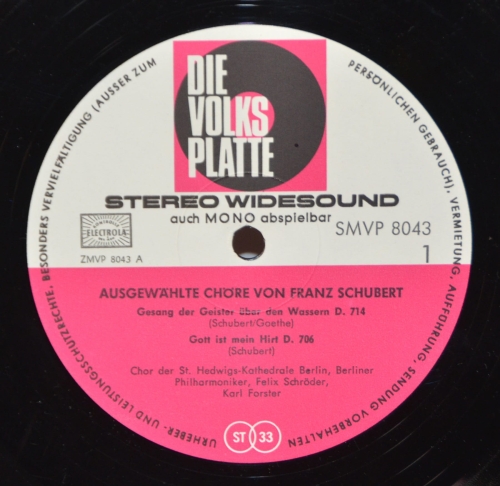 DIE
VOLKS
PLATTE
STEREO WIDESOUND
auch MONO abspielbar
SMVP 8043
1
ELECTROLA
ZMVP 8043 A
AUSGEWÄHLTE CHÖRE VON FRANZ SCHUBERT
Gesang der Geister über den Wassern D. 714
(Schubert/Goethe)
Gott ist mein Hirt D. 706
(Schubert)
Chor der St. Hedwigs-Kathedrale Berlin, Berliner
Philharmoniker, Felix Schröder,
Karl Forster
ST 33
URHEBER- UND LEISTUNGSSCHUTZRECHTE, BESONDERS VERVIELFÄLTIGUNG (AUSSER ZUM PERSÖNLICHEN GEBRAUCH), VERMIETUNG, AUFFÜHRUNG, SENDUNG VORBEHALTEN